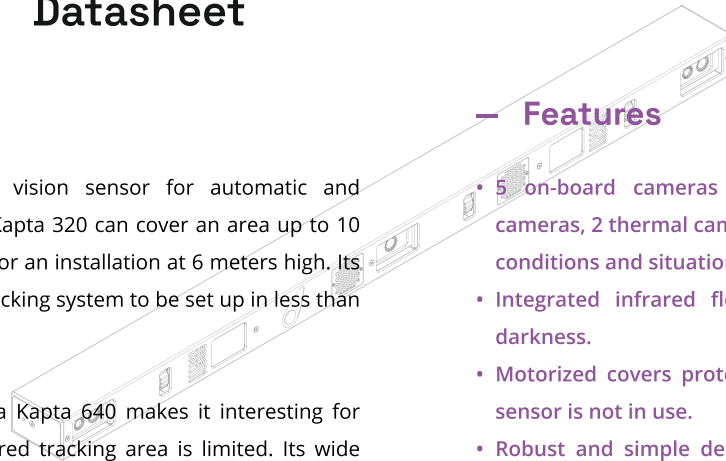 Datasheet
vision sensor for automatic and
Kapta 320 can cover an area up to 10
or an installation at 6 meters high. Its
cking system to be set up in less than
a Kapta 640 makes it interesting for
red tracking area is limited. Its wide
— Features
• 5 on-board cameras
cameras, 2 thermal cam
conditions and situation
• Integrated infrared fl
darkness.
• Motorized covers prote
sensor is not in use.
• Robust and simple de